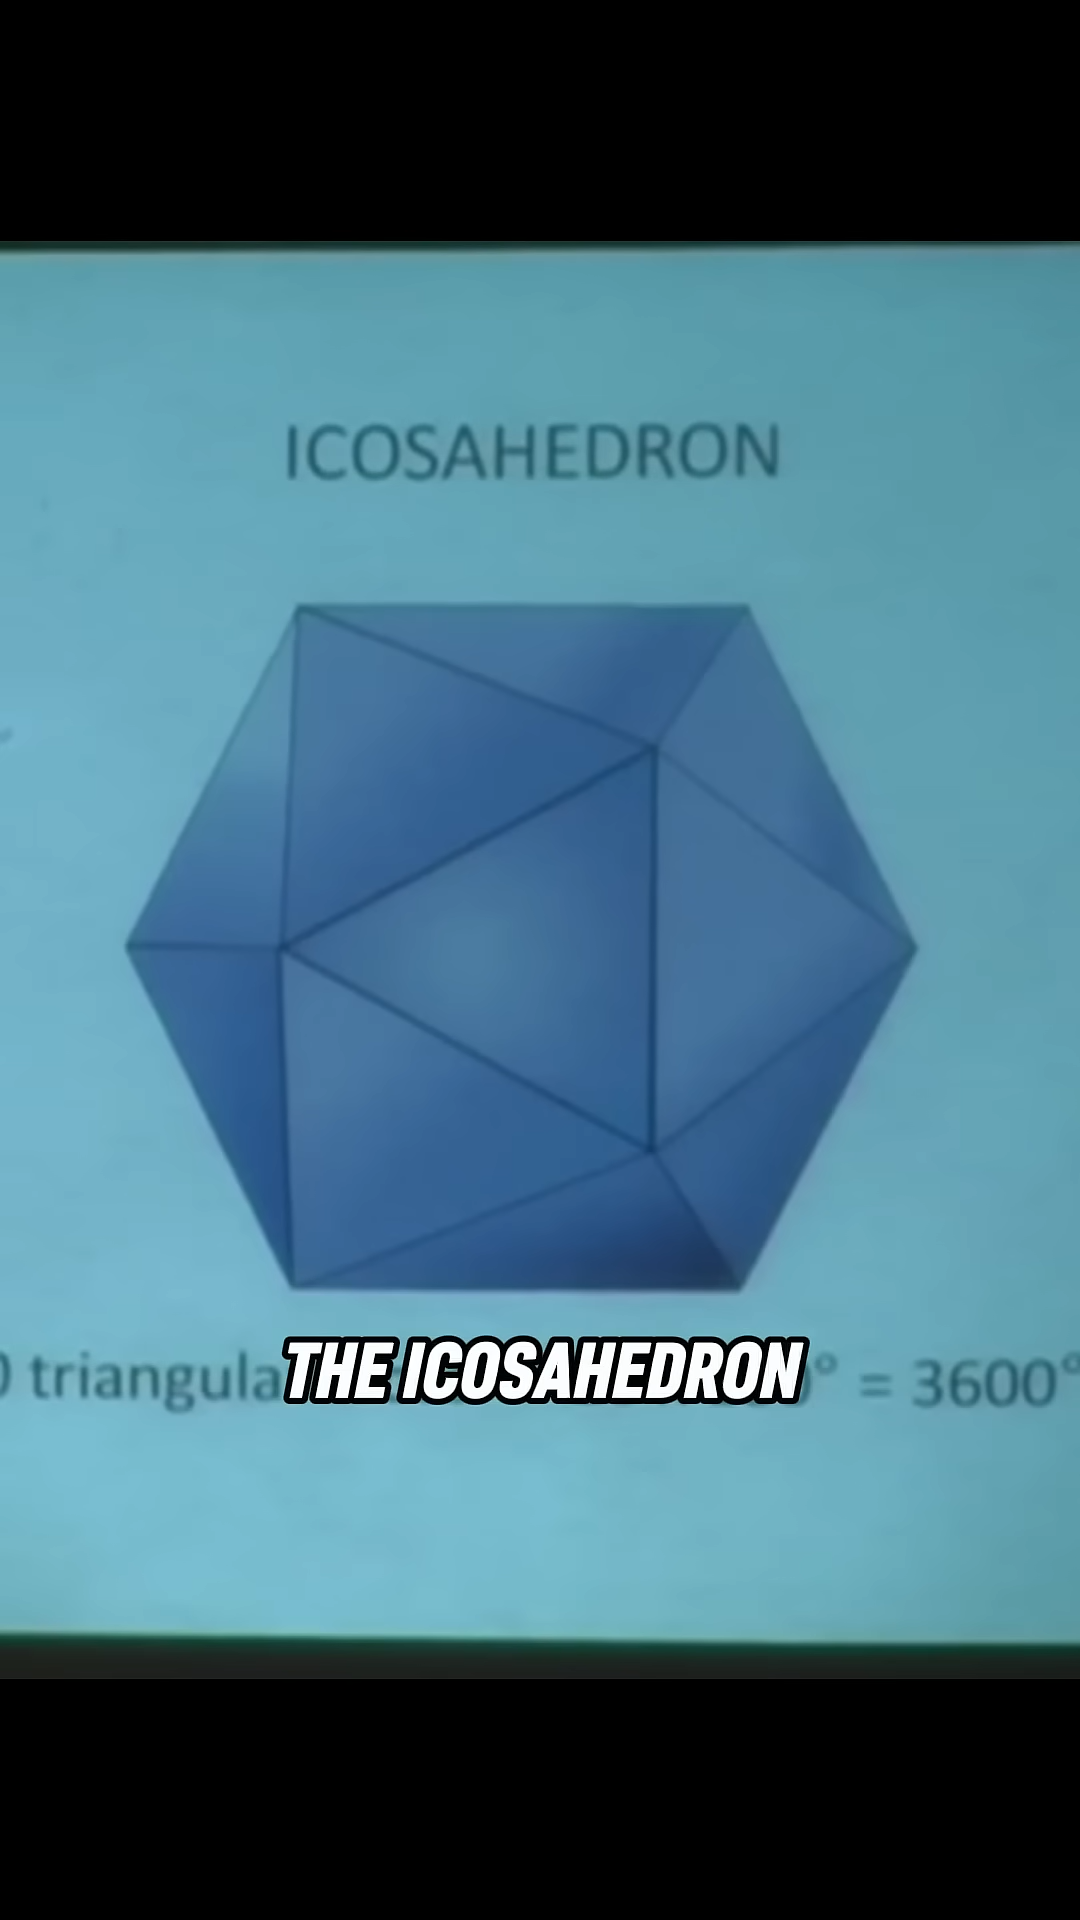 ICOSAHEDRON
THE ICOSAHEDRON
triangula ° = 3600°